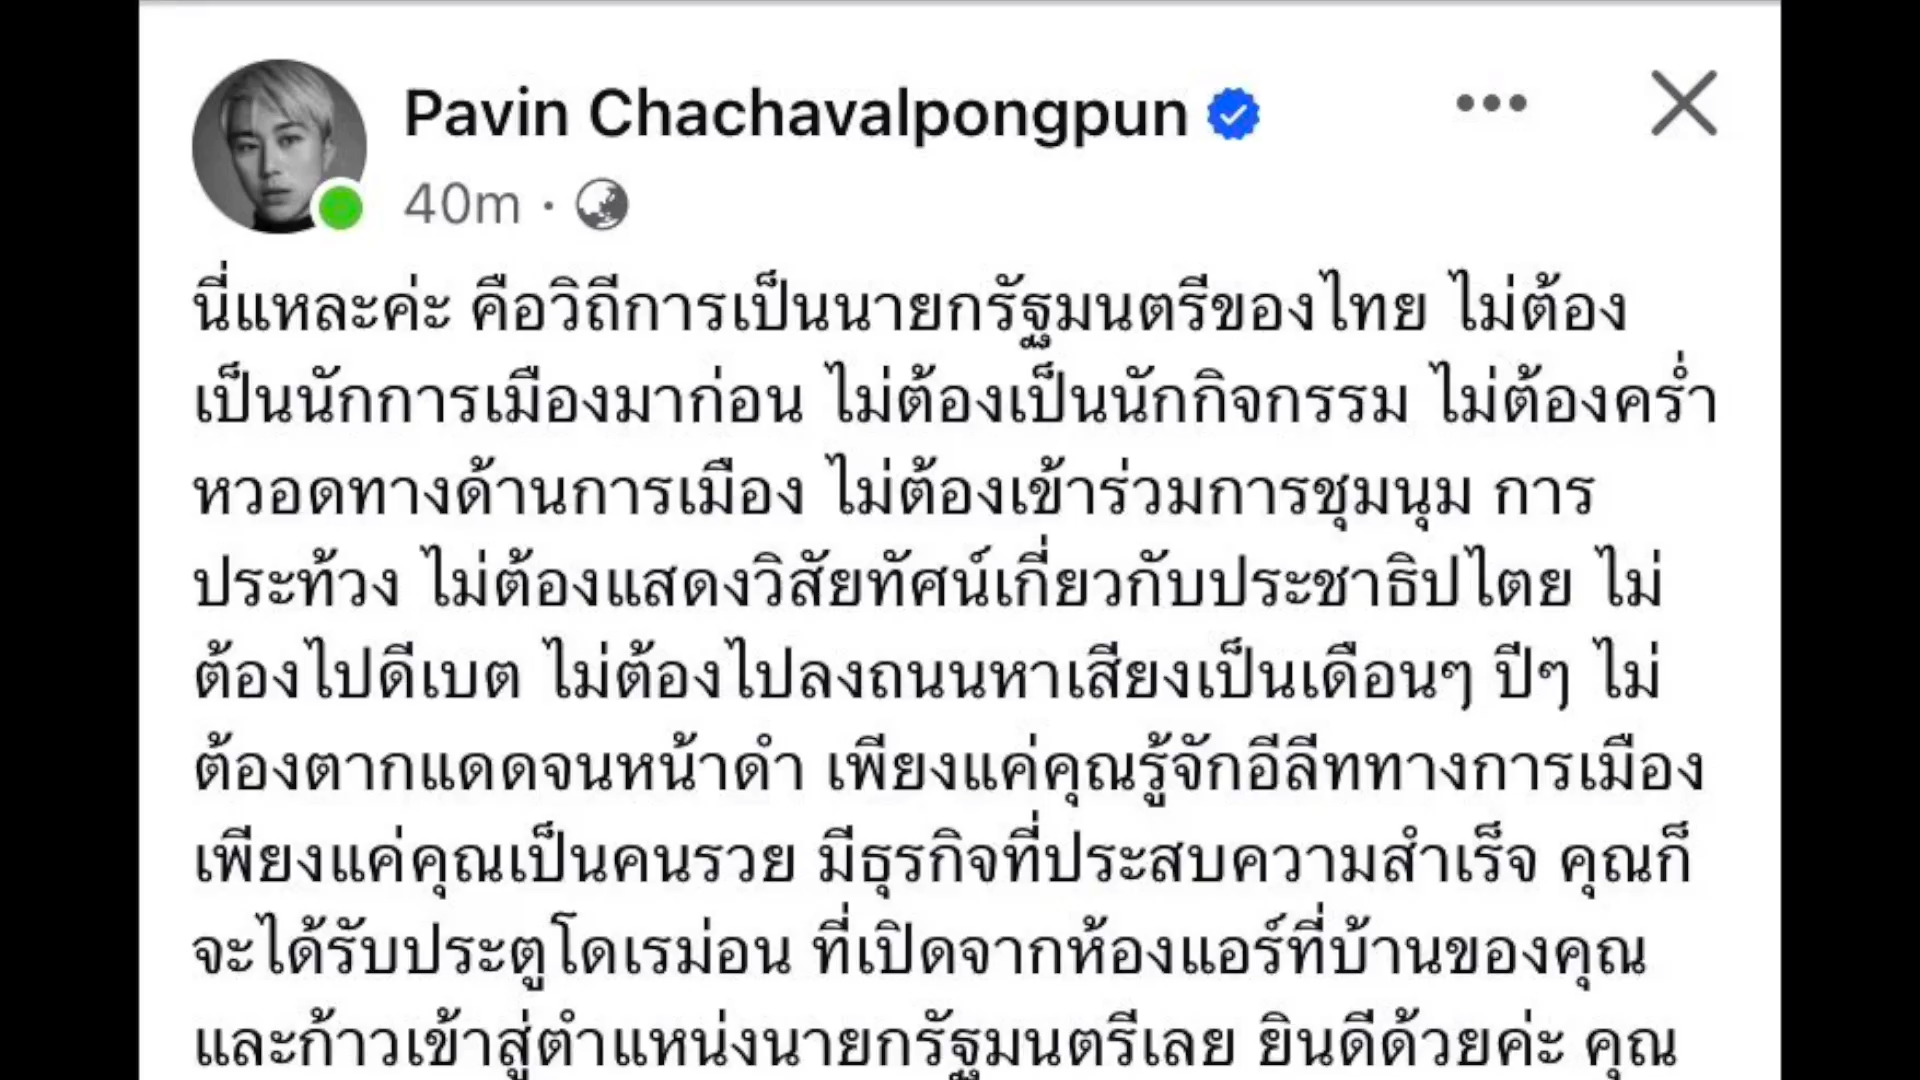 Pavin Chachavalpongpun
40m ·
นี่แหละค่ะ คือวิถีการเป็นนายกรัฐมนตรีของไทย ไม่ต้อง
เป็นนักการเมืองมาก่อน ไม่ต้องเป็นนักกิจกรรม ไม่ต้องคร่ำ
หวอดทางด้านการเมือง ไม่ต้องเข้าร่วมการชุมนุม การ
ประท้วง ไม่ต้องแสดงวิสัยทัศน์เกี่ยวกับประชาธิปไตย ไม่
ต้องไปดีเบต ไม่ต้องไปลงถนนหาเสียงเป็นเดือนๆ ปีๆ ไม่
ต้องตากแดดจนหน้าดำ เพียงแค่คุณรู้จักอีลีททางการเมือง
เพียงแค่คุณเป็นคนรวย มีธุรกิจที่ประสบความสำเร็จ คุณก็
จะได้รับประตูโดเรม่อน ที่เปิดจากห้องแอร์ที่บ้านของคุณ
และก้าวเข้าสู่ตำแหน่งนายกรัฐมนตรีเลย ยินดีด้วยค่ะ คุณ